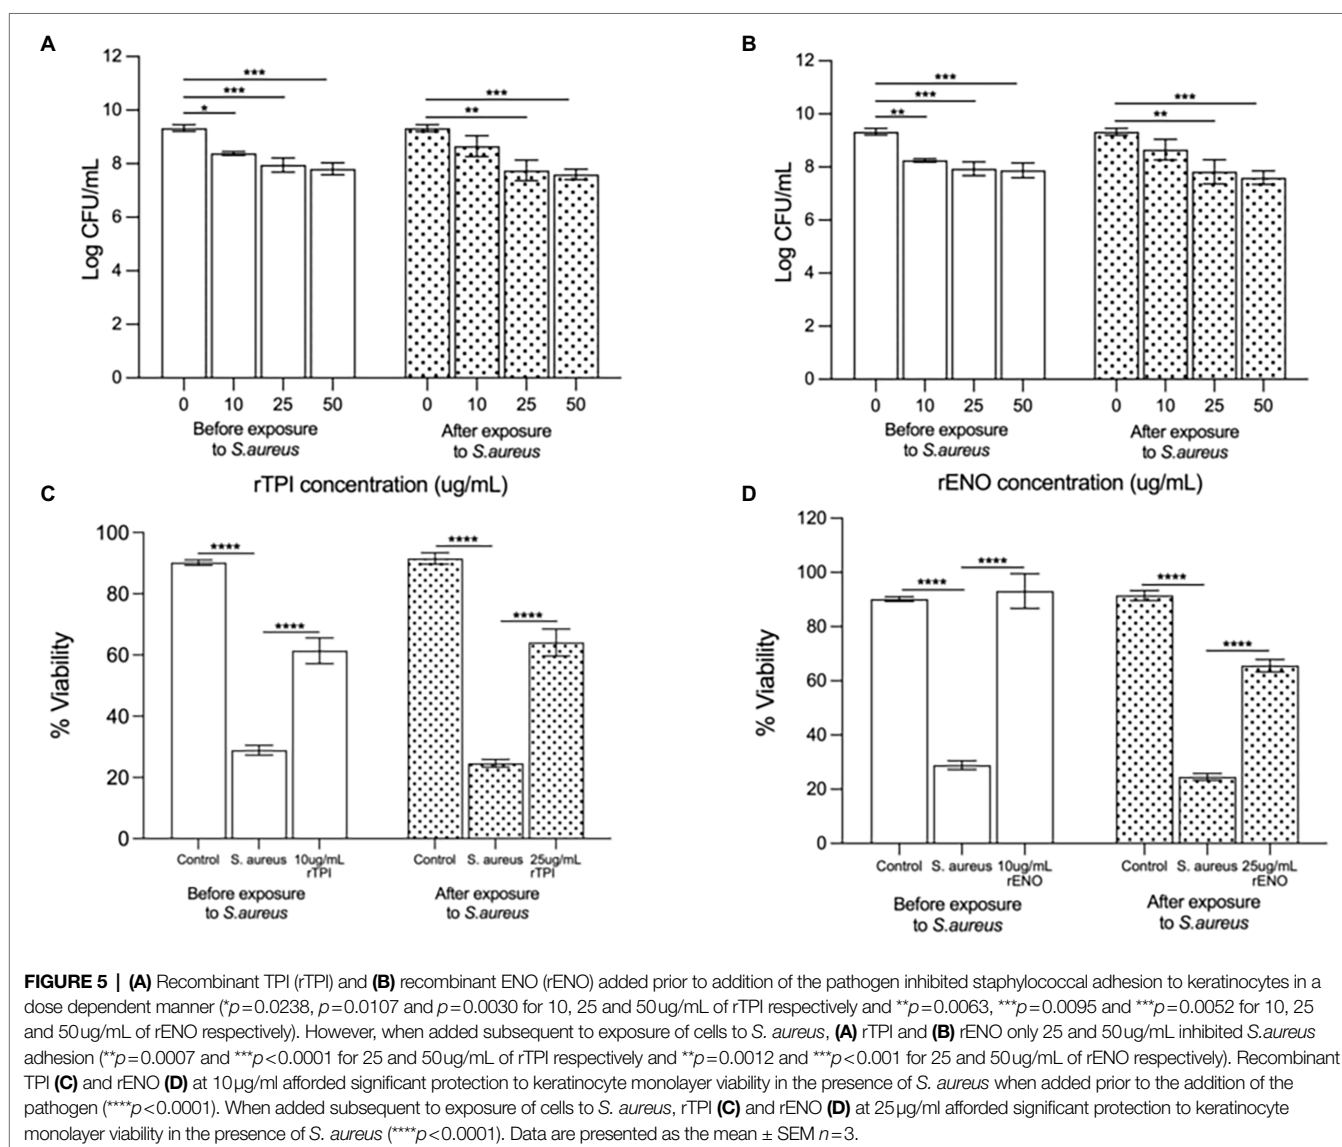 A
12
10
8
6
4
2
0
Log CFU/mL
***
***
*
***
**
0 10 25 50
0 10 25 50
Before exposure
to S.aureus
After exposure
to S.aureus
rTPI concentration (ug/mL)
B
12
10
8
6
4
2
0
Log CFU/mL
***
***
**
***
**
0 10 25 50
0 10 25 50
Before exposure
to S.aureus
After exposure
to S.aureus
rENO concentration (ug/mL)
C
100
80
60
40
20
0
% Viability
****
****
****
****
Control S. aureus 10ug/mL
rTPI
Control S. aureus 25ug/mL
rTPI
Before exposure
to S.aureus
After exposure
to S.aureus
D
120
100
80
60
40
20
0
% Viability
****
****
****
****
Control S. aureus 10ug/mL
rENO
Control S. aureus 25ug/mL
rENO
Before exposure
to S.aureus
After exposure
to S.aureus
FIGURE 5 | (A) Recombinant TPI (rTPI) and (B) recombinant ENO (rENO) added prior to addition of the pathogen inhibited staphylococcal adhesion to keratinocytes in a
dose dependent manner (*p=0.0238, p=0.0107 and p=0.0030 for 10, 25 and 50ug/mL of rTPI respectively and **p=0.0063, ***p=0.0095 and ***p=0.0052 for 10, 25
and 50ug/mL of rENO respectively). However, when added subsequent to exposure of cells to S. aureus, (A) rTPI and (B) rENO only 25 and 50ug/mL inhibited S.aureus
adhesion (**p=0.0007 and ***p<0.0001 for 25 and 50ug/mL of rTPI respectively and **p=0.0012 and ***p<0.001 for 25 and 50ug/mL of rENO respectively). Recombinant
TPI (C) and rENO (D) at 10μg/ml afforded significant protection to keratinocyte monolayer viability in the presence of S. aureus when added prior to the addition of the
pathogen (****p<0.0001). When added subsequent to exposure of cells to S. aureus, rTPI (C) and rENO (D) at 25μg/ml afforded significant protection to keratinocyte
monolayer viability in the presence of S. aureus (****p<0.0001). Data are presented as the mean ± SEM n=3.